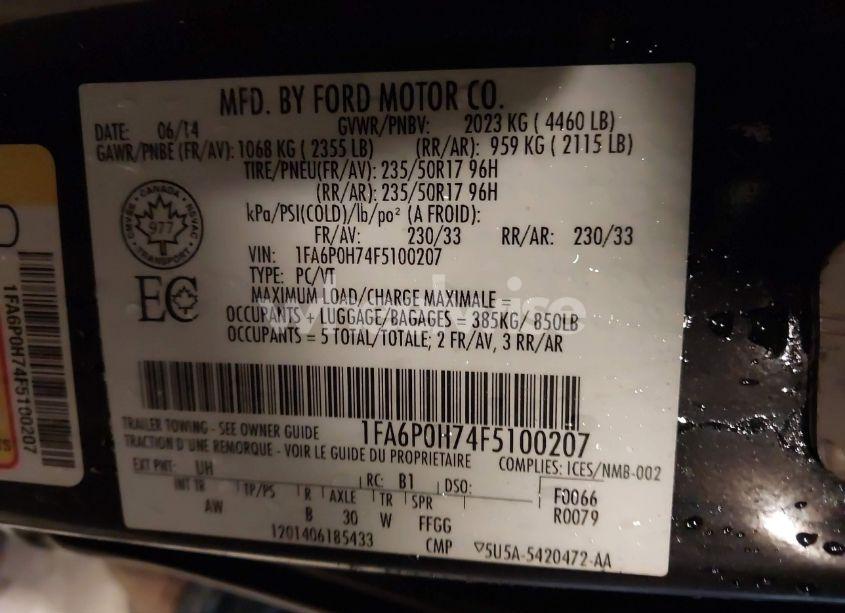 MFD. BY FORD MOTOR CO.
DATE: 06/14 GVWR/PNBV: 2023 KG ( 4460 LB)
GAWR/PNBE (FR/AV): 1068 KG ( 2355 LB) (RR/AR): 959 KG ( 2115 LB)
TIRE/PNEU(FR/AV): 235/50R17 96H
(RR/AR): 235/50R17 96H
kPa/PSI(COLD)/lb/po² (A FROID):
FR/AV: 230/33 RR/AR: 230/33
VIN: 1FA6P0H74F5100207
TYPE: PC/VT
MAXIMUM LOAD/CHARGE MAXIMALE =
OCCUPANTS + LUGGAGE/BAGAGES = 385KG/ 850LB
OCCUPANTS = 5 TOTAL/TOTALE; 2 FR/AV, 3 RR/AR
CANADA
CMVSS NSVAC
977
TRANSPORT
EC
TRAILER TOWING - SEE OWNER GUIDE 1FA6P0H74F5100207
TRACTION D'UNE REMORQUE - VOIR LE GUIDE DU PROPRIETAIRE COMPLIES: ICES/NMB-002
EXT PNT: UH RC: B1 DSO: F0066
INT TR TP/PS R AXLE TR SPR R0079
AW B 30 W FFGG
1201406185433 CMP ▽5U5A-5420472-AA
1FA6P0H74F5100207